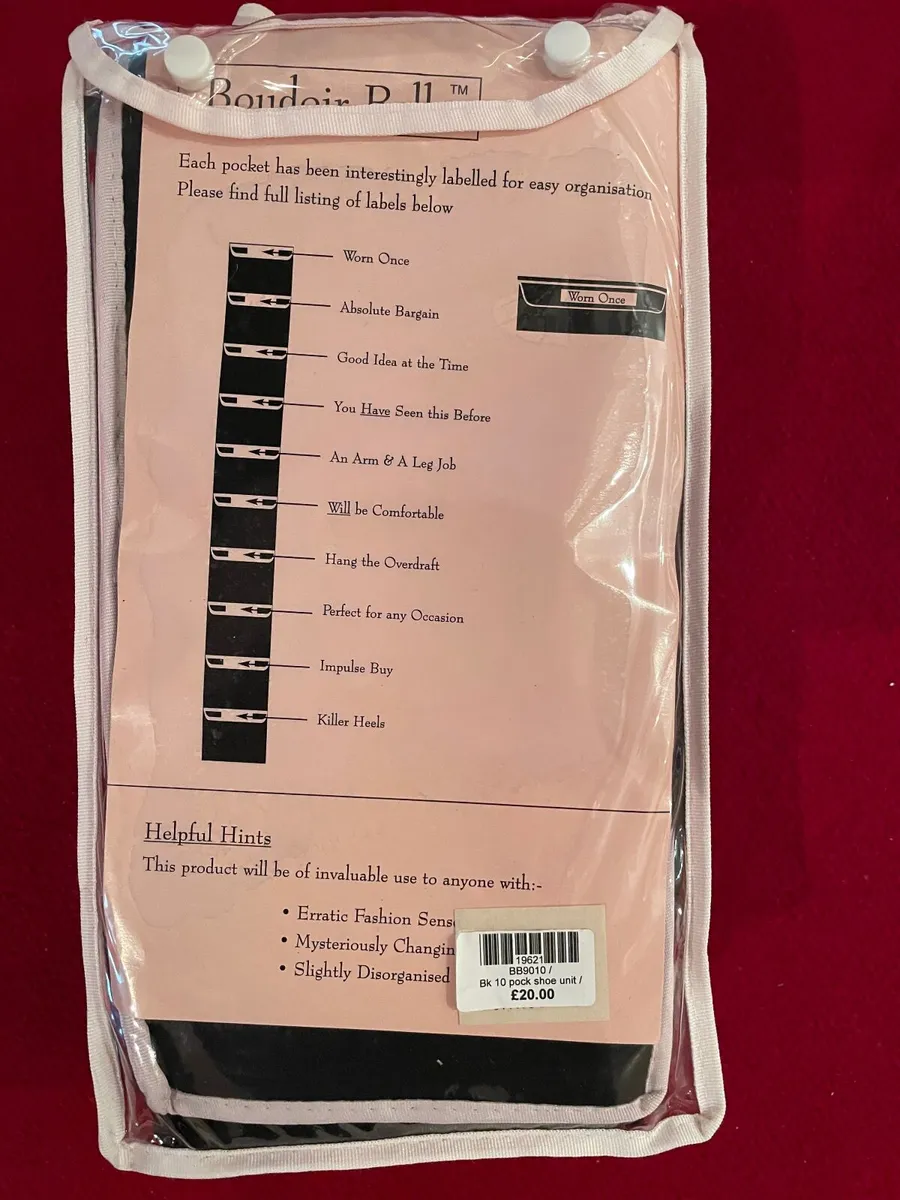 Boudoir Roll ™
Each pocket has been interestingly labelled for easy organisation
Please find full listing of labels below
Worn Once
Worn Once
Absolute Bargain
Good Idea at the Time
You Have Seen this Before
An Arm & A Leg Job
Will be Comfortable
Hang the Overdraft
Perfect for any Occasion
Impulse Buy
Killer Heels
Helpful Hints
This product will be of invaluable use to anyone with:-
• Erratic Fashion Sens
• Mysteriously Changin
• Slightly Disorganised
19621
BB9010 /
Bk 10 pock shoe unit /
£20.00